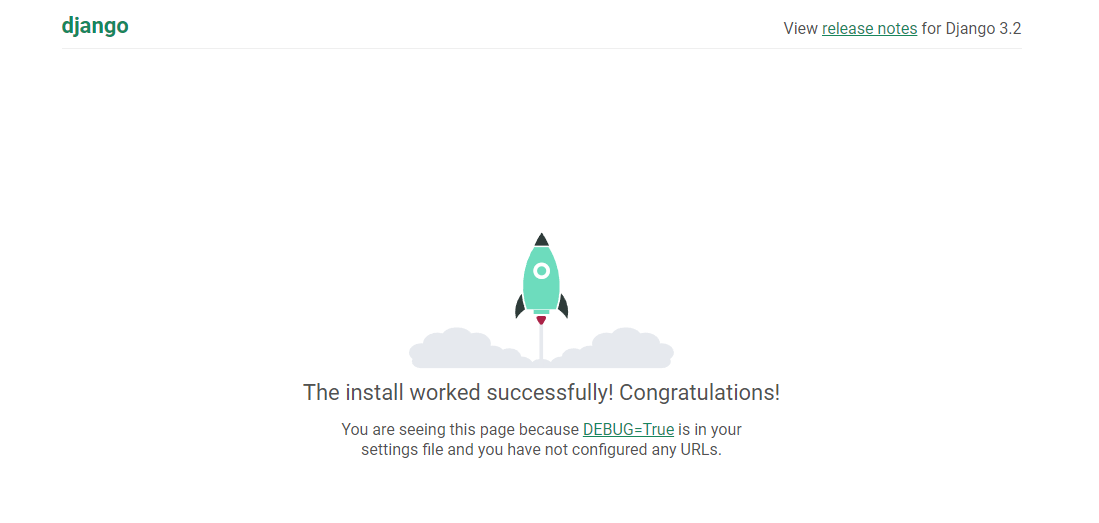 django
View release notes for Django 3.2
The install worked successfully! Congratulations!
You are seeing this page because DEBUG=True is in your
settings file and you have not configured any URLs.